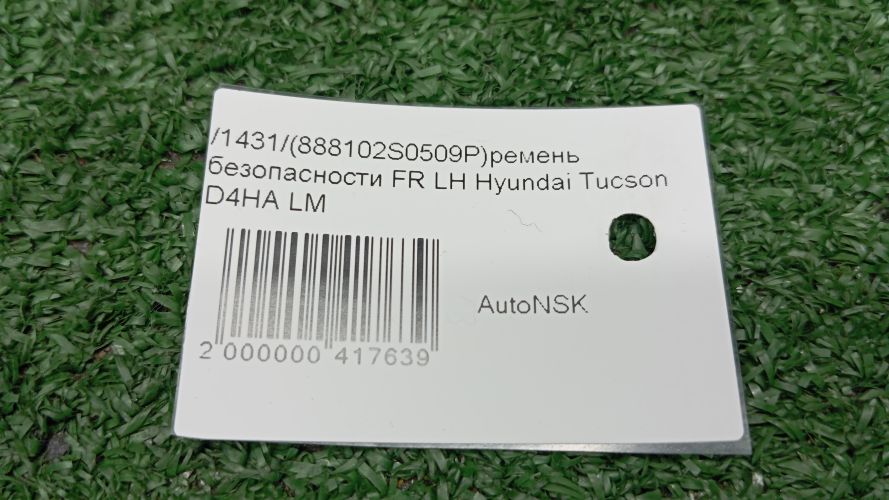 /1431/(888102S0509P)ремень
безопасности FR LH Hyundai Tucson
D4HA LM
AutoNSK
2 000000 417639